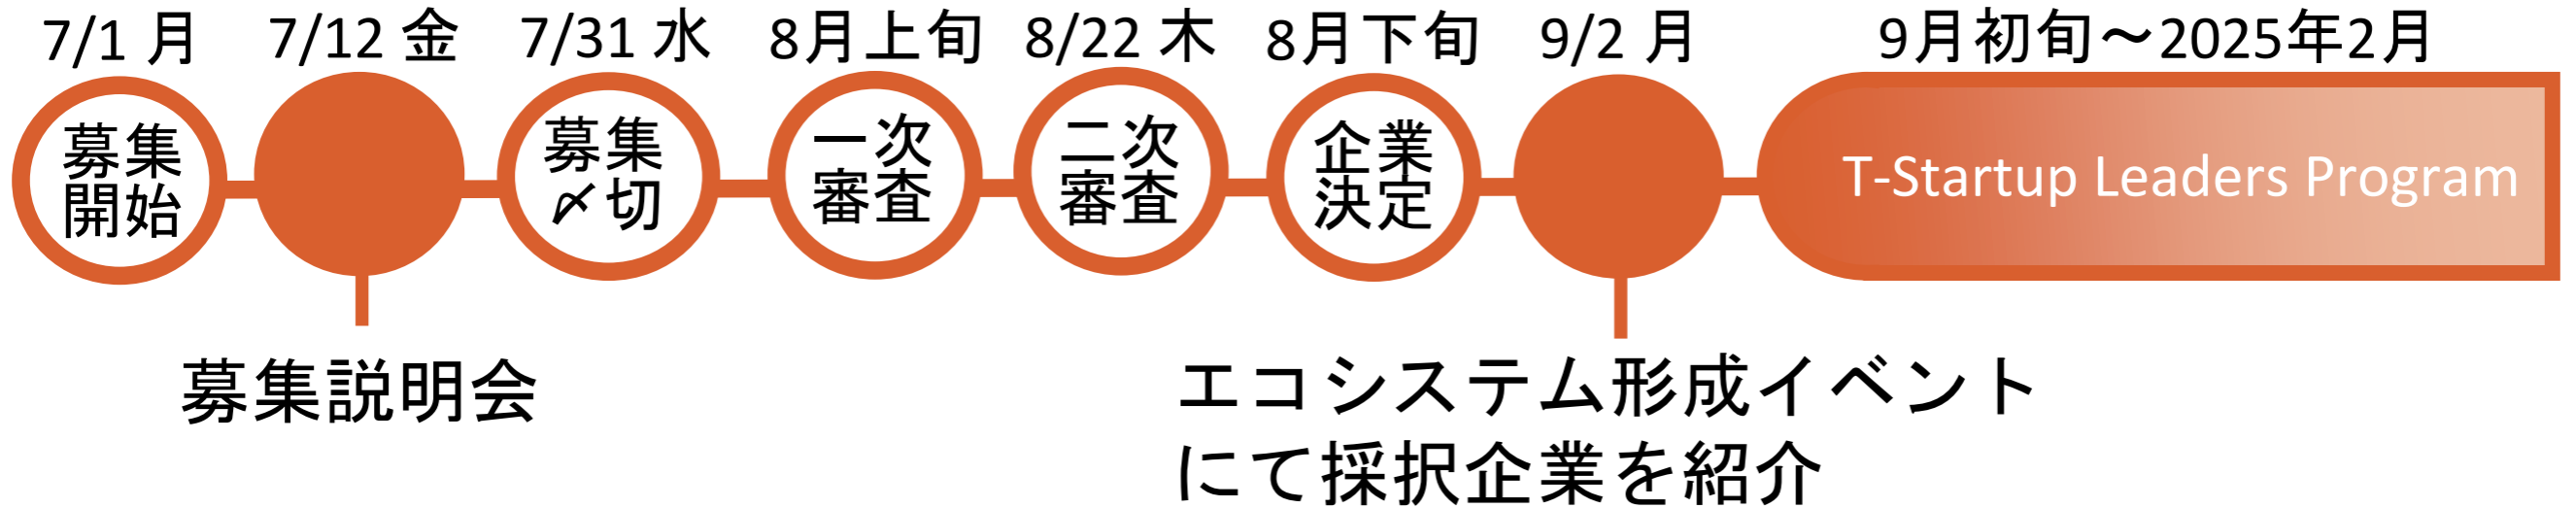 7/1 月 7/12 金 7/31 水 8月上旬 8/22 木 8月下旬 9/2 月 9月初旬～2025年2月
募集
開始
募集
〆切
一次
審査
二次
審査
企業
決定
T-Startup Leaders Program
募集説明会
エコシステム形成イベント
にて採択企業を紹介